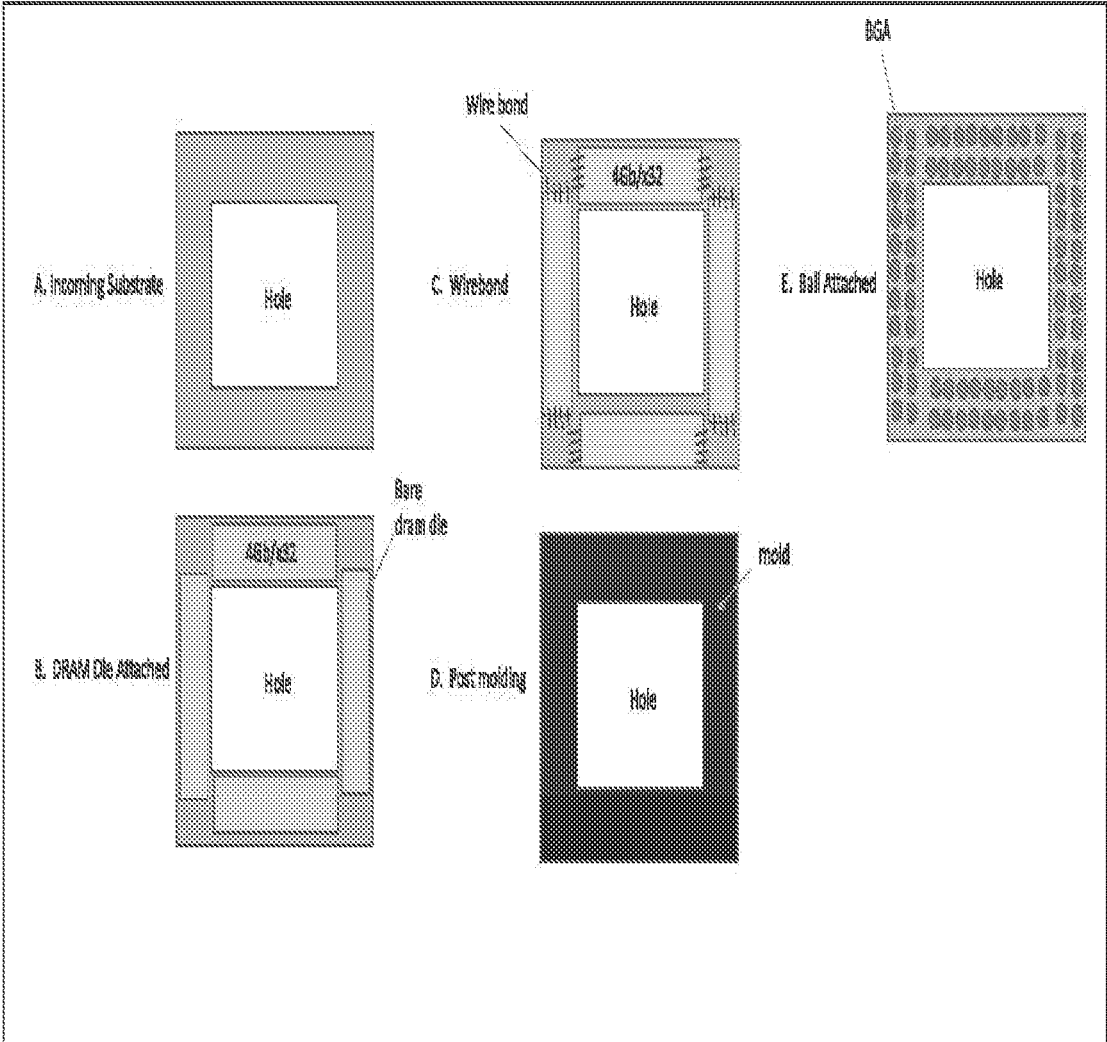 A. Incoming Substrate
Hole
B. DRAM Die Attached
4Gb/x32
Hole
Bare
dram die
Wire bond
C. Wirebond
4Gb/x32
Hole
D. Post molding
Hole
mold
BGA
E. Ball Attached
Hole